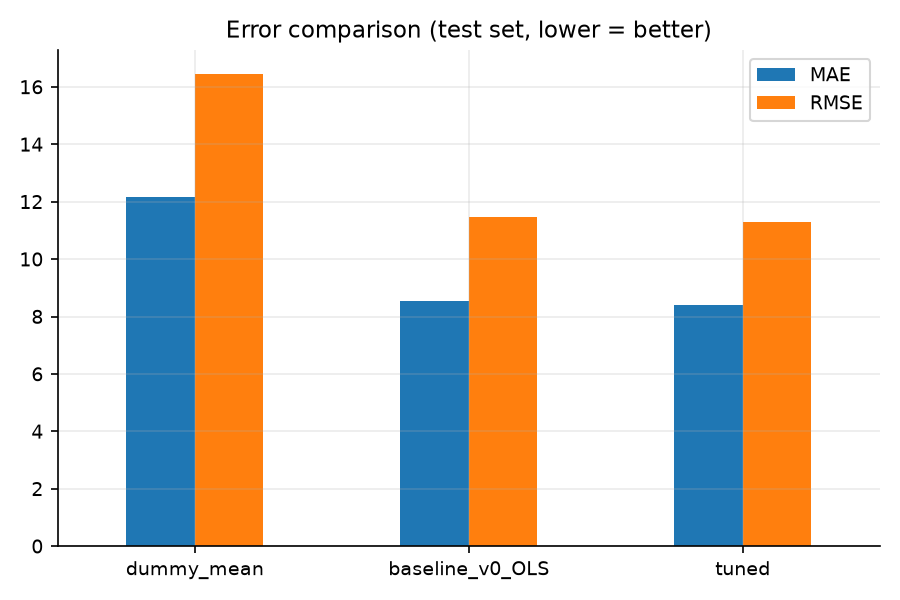 Error comparison (test set, lower = better)
MAE
RMSE
16
14
12
10
8
6
4
2
0
dummy_mean baseline_v0_OLS tuned